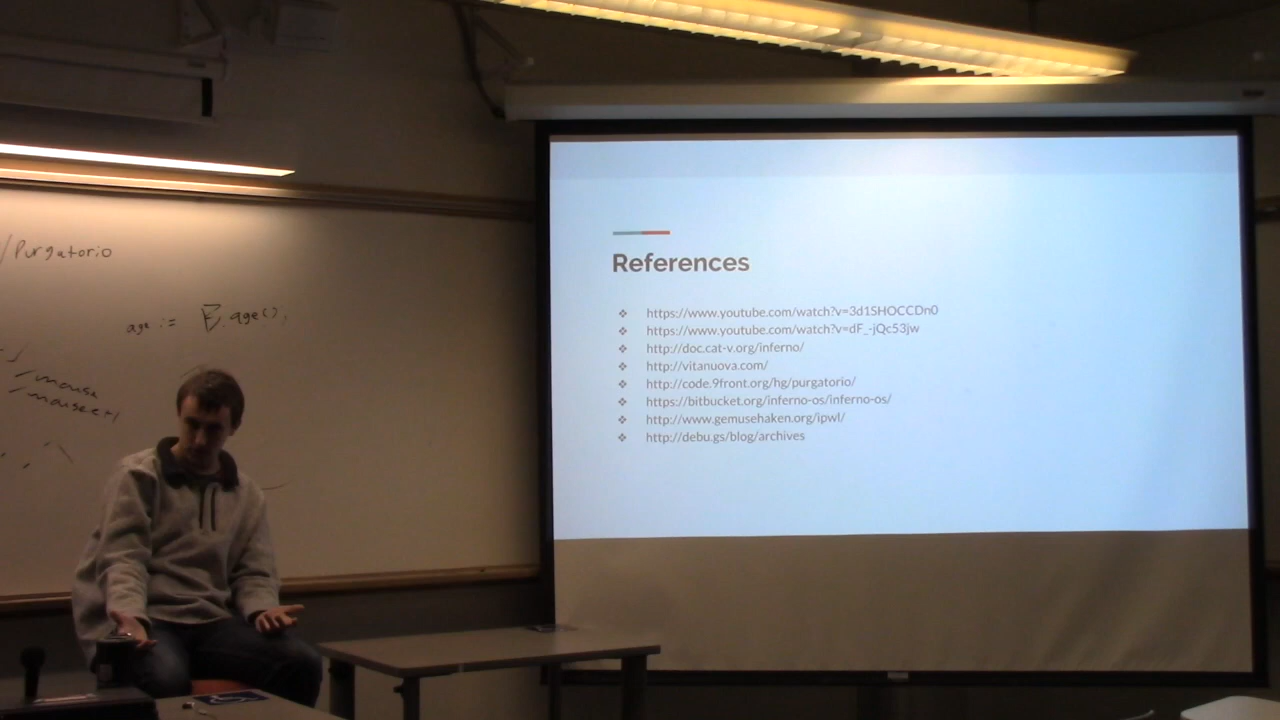 /Purgatorio
age := E.age();
/mouse
/mousectl
References
❖ https://www.youtube.com/watch?v=3d1SHOCCDn0
❖ https://www.youtube.com/watch?v=dF_-jQc53jw
❖ http://doc.cat-v.org/inferno/
❖ http://vitanuova.com/
❖ http://code.9front.org/hg/purgatorio/
❖ https://bitbucket.org/inferno-os/inferno-os/
❖ http://www.gemusehaken.org/ipwl/
❖ http://debu.gs/blog/archives